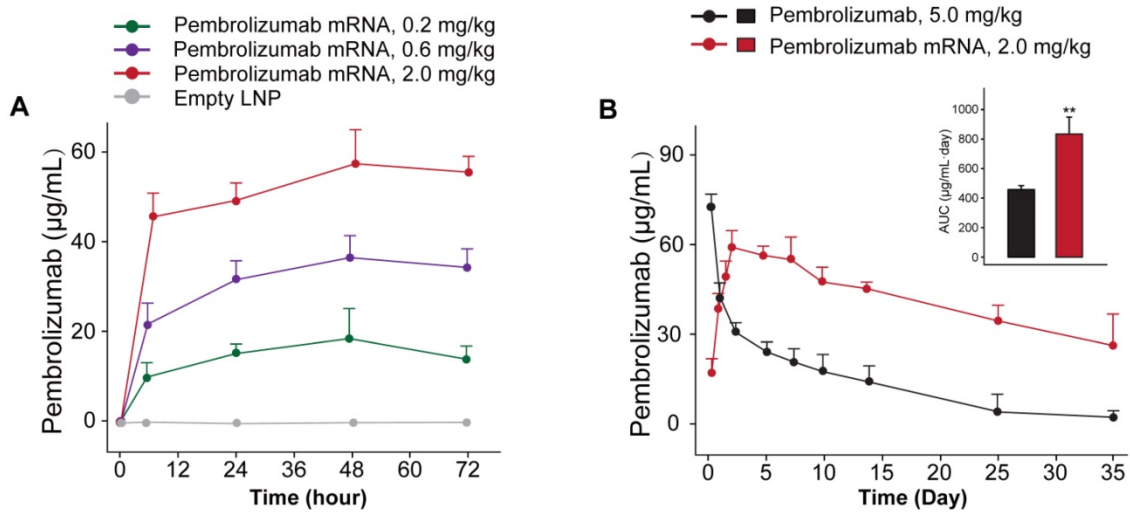 Pembrolizumab mRNA, 0.2 mg/kg
Pembrolizumab mRNA, 0.6 mg/kg
Pembrolizumab mRNA, 2.0 mg/kg
Empty LNP
A
Pembrolizumab (μg/mL)
60
40
20
0
0 12 24 36 48 60 72
Time (hour)
Pembrolizumab, 5.0 mg/kg
Pembrolizumab mRNA, 2.0 mg/kg
B
Pembrolizumab (μg/mL)
90
60
30
0
0 5 10 15 20 25 30 35
Time (Day)
AUC (μg/mL·day)
1000
800
600
400
200
0
**